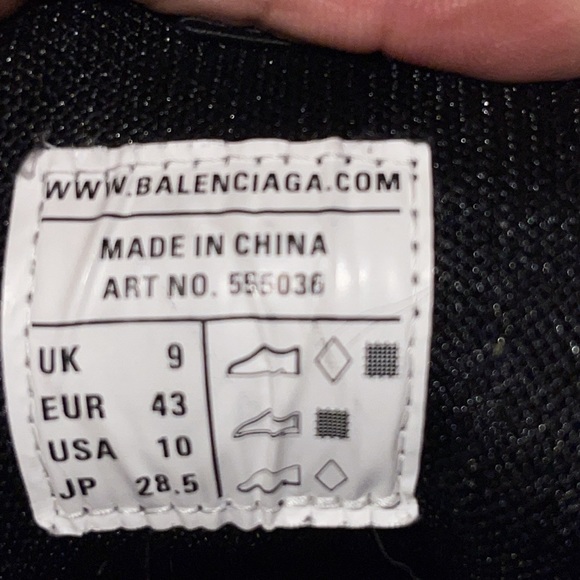 WWW.BALENCIAGA.COM
MADE IN CHINA
ART NO. 555036
UK 9
EUR 43
USA 10
JP 28.5